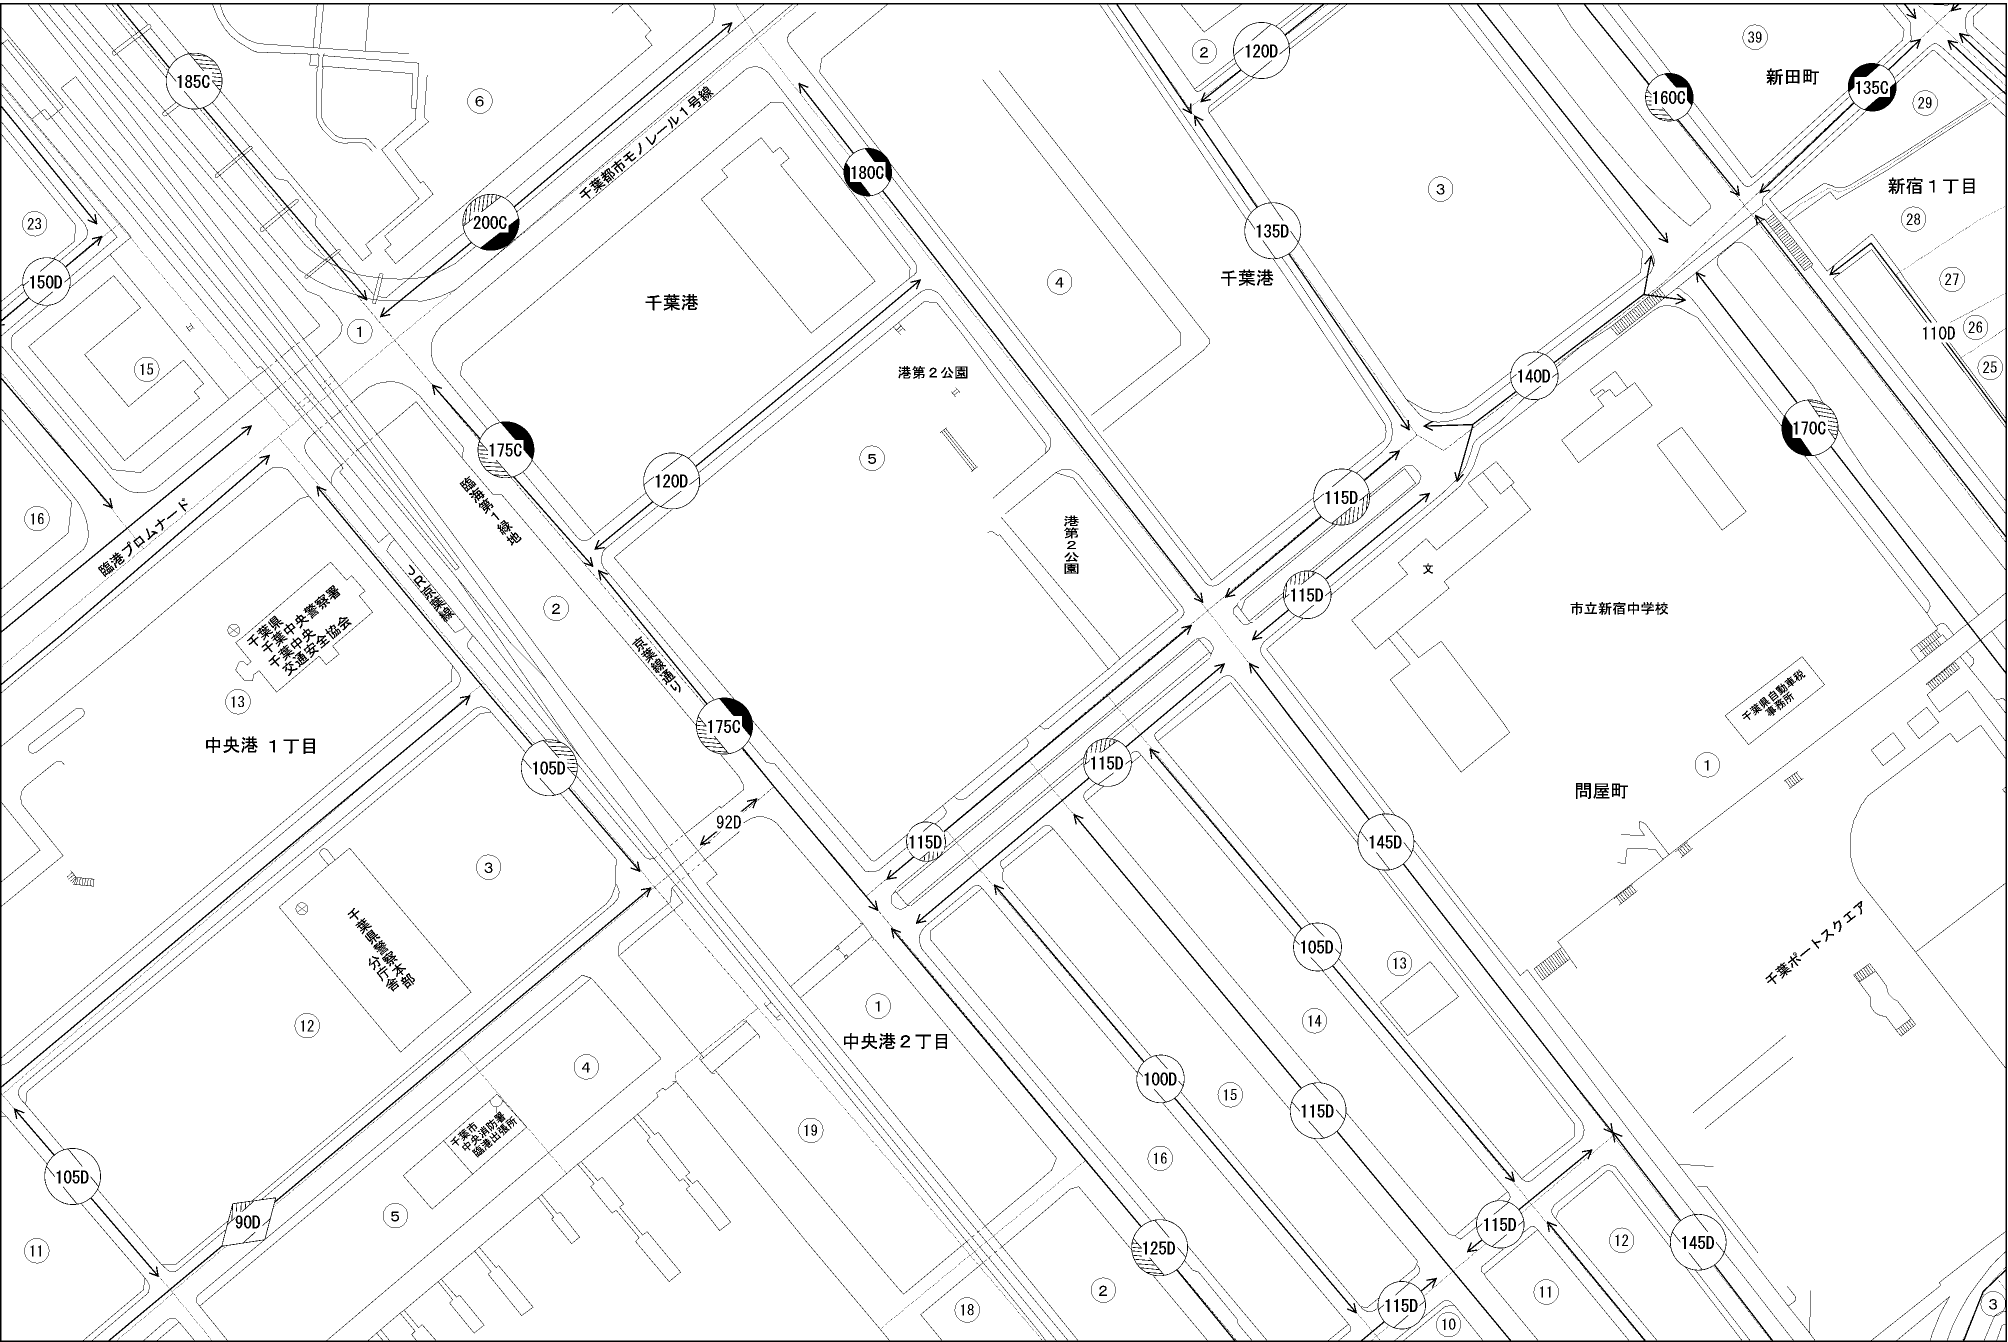 39
2
120D
新田町
185C
160C
135C
29
6
千葉都市モノレール1号線
180C
3
新宿1丁目
28
23
200C
135D
150D
千葉港
4
27
千葉港
1
110D
26
15
25
港第2公園
140D
170C
175C
5
120D
臨海第1緑地
115D
16
臨港プロムナード
港第2公園
文
JR京葉線
115D
2
市立新宿中学校
千葉県
千葉中央警察署
千葉中央
交通安全協会
京葉線通り
13
千葉県自動車税
事務所
175C
中央港 1丁目
105D
115D
1
問屋町
92D
115D
145D
3
千葉県警察本部
分庁舎
105D
千葉ポートスクエア
13
12
1
14
中央港2丁目
4
100D
15
115D
千葉市
中央消防署
臨港出張所
19
16
105D
90D
5
115D
12
11
125D
145D
2
11
18
115D
10
3